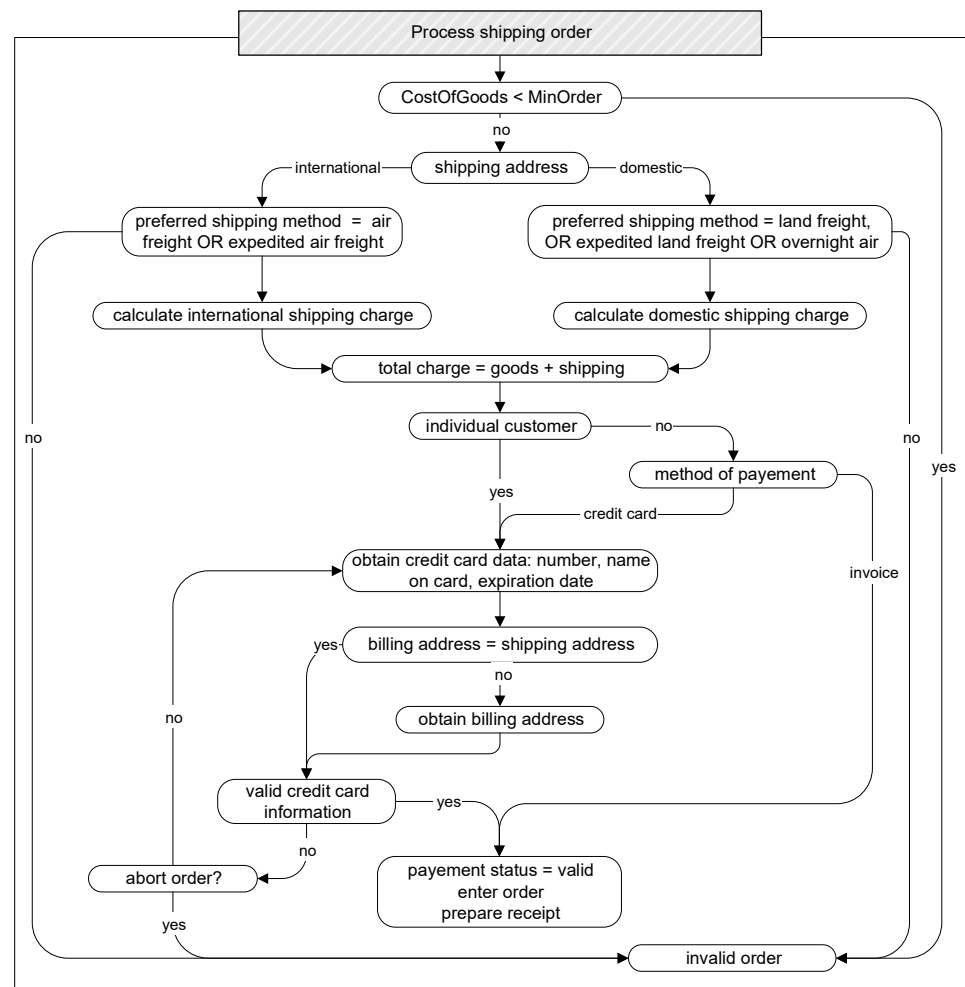 Process shipping order
CostOfGoods < MinOrder
no
yes
shipping address
international
domestic
preferred shipping method = air
freight OR expedited air freight
preferred shipping method = land freight,
OR expedited land freight OR overnight air
calculate international shipping charge
calculate domestic shipping charge
total charge = goods + shipping
individual customer
no
no
no
yes
method of payement
credit card
invoice
obtain credit card data: number, name
on card, expiration date
billing address = shipping address
yes
no
obtain billing address
no
valid credit card
information
yes
no
abort order?
yes
payement status = valid
enter order
prepare receipt
invalid order